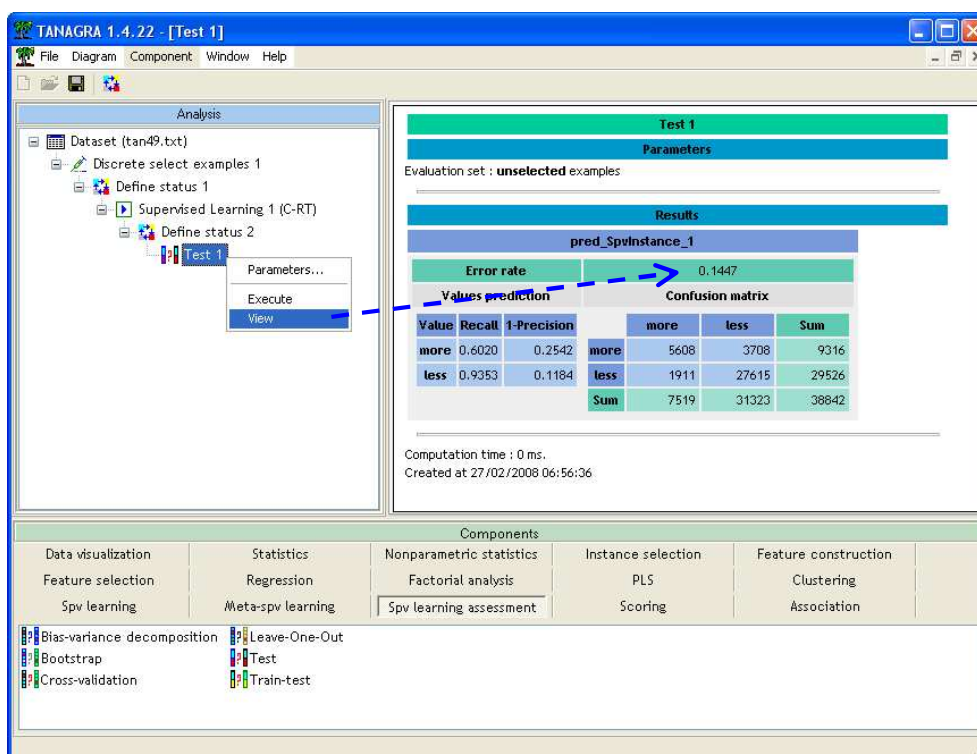 TANAGRA 1.4.22 - [Test 1]
File Diagram Component Window Help
Analysis
Dataset (tan49.txt)
Discrete select examples 1
Define status 1
Supervised Learning 1 (C-RT)
Define status 2
Test 1
Parameters...
Execute
View
Test 1
Parameters
Evaluation set : unselected examples
Results
pred_SpvInstance_1
Error rate 0.1447
Values prediction Confusion matrix
Value Recall 1-Precision more less Sum
more 0.6020 0.2542 more 5608 3708 9316
less 0.9353 0.1184 less 1911 27615 29526
Sum 7519 31323 38842
Computation time : 0 ms.
Created at 27/02/2008 06:56:36
Components
Data visualization Statistics Nonparametric statistics Instance selection Feature construction
Feature selection Regression Factorial analysis PLS Clustering
Spv learning Meta-spv learning Spv learning assessment Scoring Association
Bias-variance decomposition Leave-One-Out
Bootstrap Test
Cross-validation Train-test